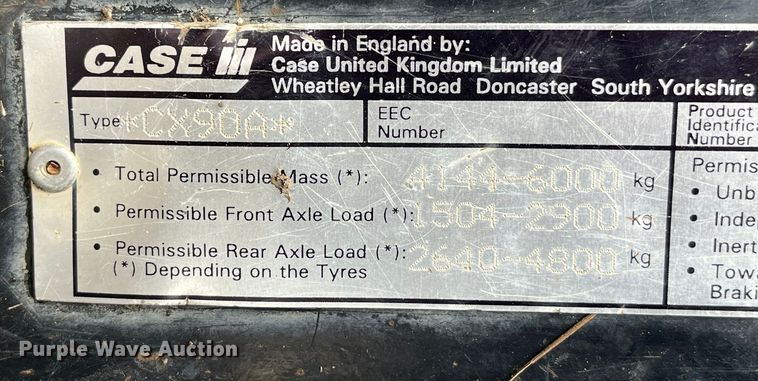 CASE IH
Made in England by:
Case United Kingdom Limited
Wheatley Hall Road Doncaster South Yorkshire
Type *CX90A*
EEC
Number
Product
Identifica
Number
• Total Permissible Mass (*): 4144-6000 kg
• Permissible Front Axle Load (*): 1504-2900 kg
• Permissible Rear Axle Load (*): 2640-4800 kg
(*) Depending on the Tyres
Permis
• Unb
• Inde
• Inert
• Towa
Braki
Purple Wave Auction